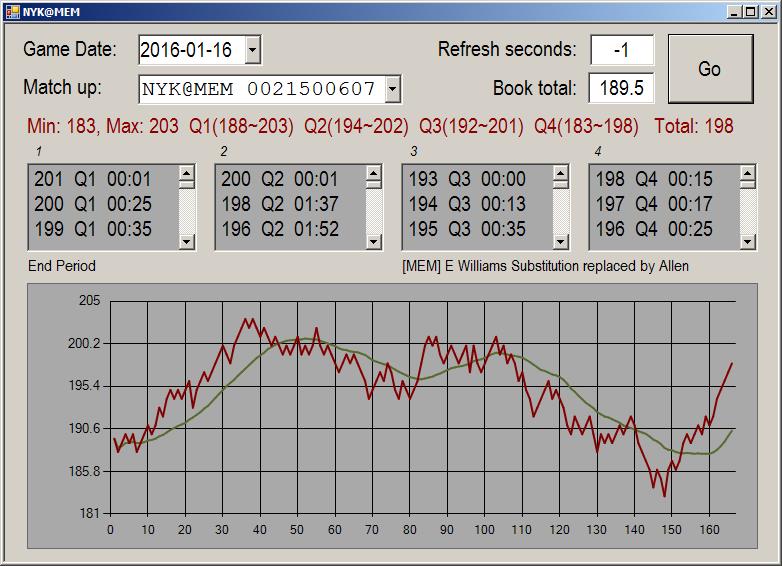 NYK@MEM
Game Date: 2016-01-16 Refresh seconds: -1
Go
Match up: NYK@MEM 0021500607 Book total: 189.5
Min: 183, Max: 203 Q1(188~203) Q2(194~202) Q3(192~201) Q4(183~198) Total: 198
1 2 3 4
201 Q1 00:01 200 Q2 00:01 193 Q3 00:00 198 Q4 00:15
200 Q1 00:25 198 Q2 01:37 194 Q3 00:13 197 Q4 00:17
199 Q1 00:35 196 Q2 01:52 195 Q3 00:35 196 Q4 00:25
End Period [MEM] E Williams Substitution replaced by Allen
205
200.2
195.4
190.6
185.8
181
0 10 20 30 40 50 60 70 80 90 100 110 120 130 140 150 160